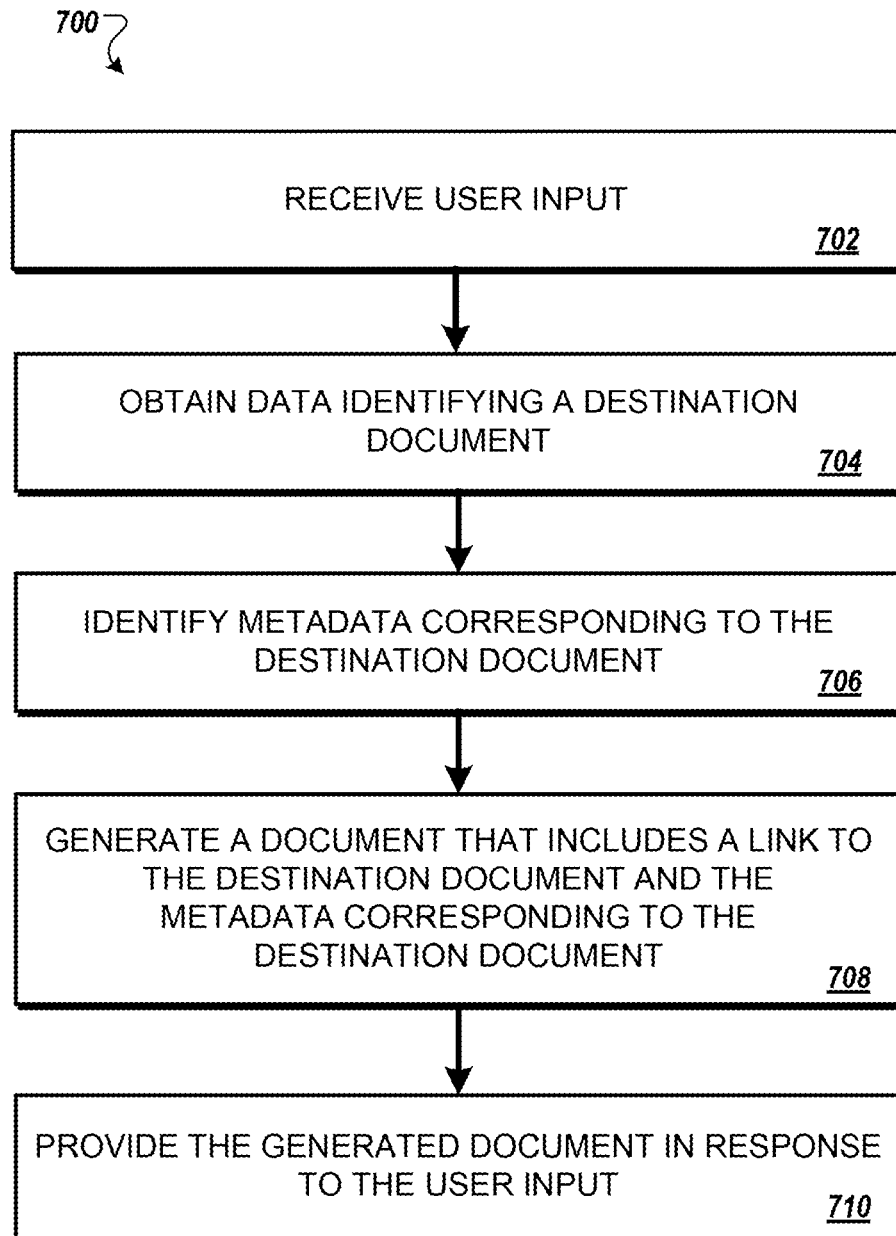 700
RECEIVE USER INPUT
702
OBTAIN DATA IDENTIFYING A DESTINATION
DOCUMENT
704
IDENTIFY METADATA CORRESPONDING TO THE
DESTINATION DOCUMENT
706
GENERATE A DOCUMENT THAT INCLUDES A LINK TO
THE DESTINATION DOCUMENT AND THE
METADATA CORRESPONDING TO THE
DESTINATION DOCUMENT
708
PROVIDE THE GENERATED DOCUMENT IN RESPONSE
TO THE USER INPUT
710